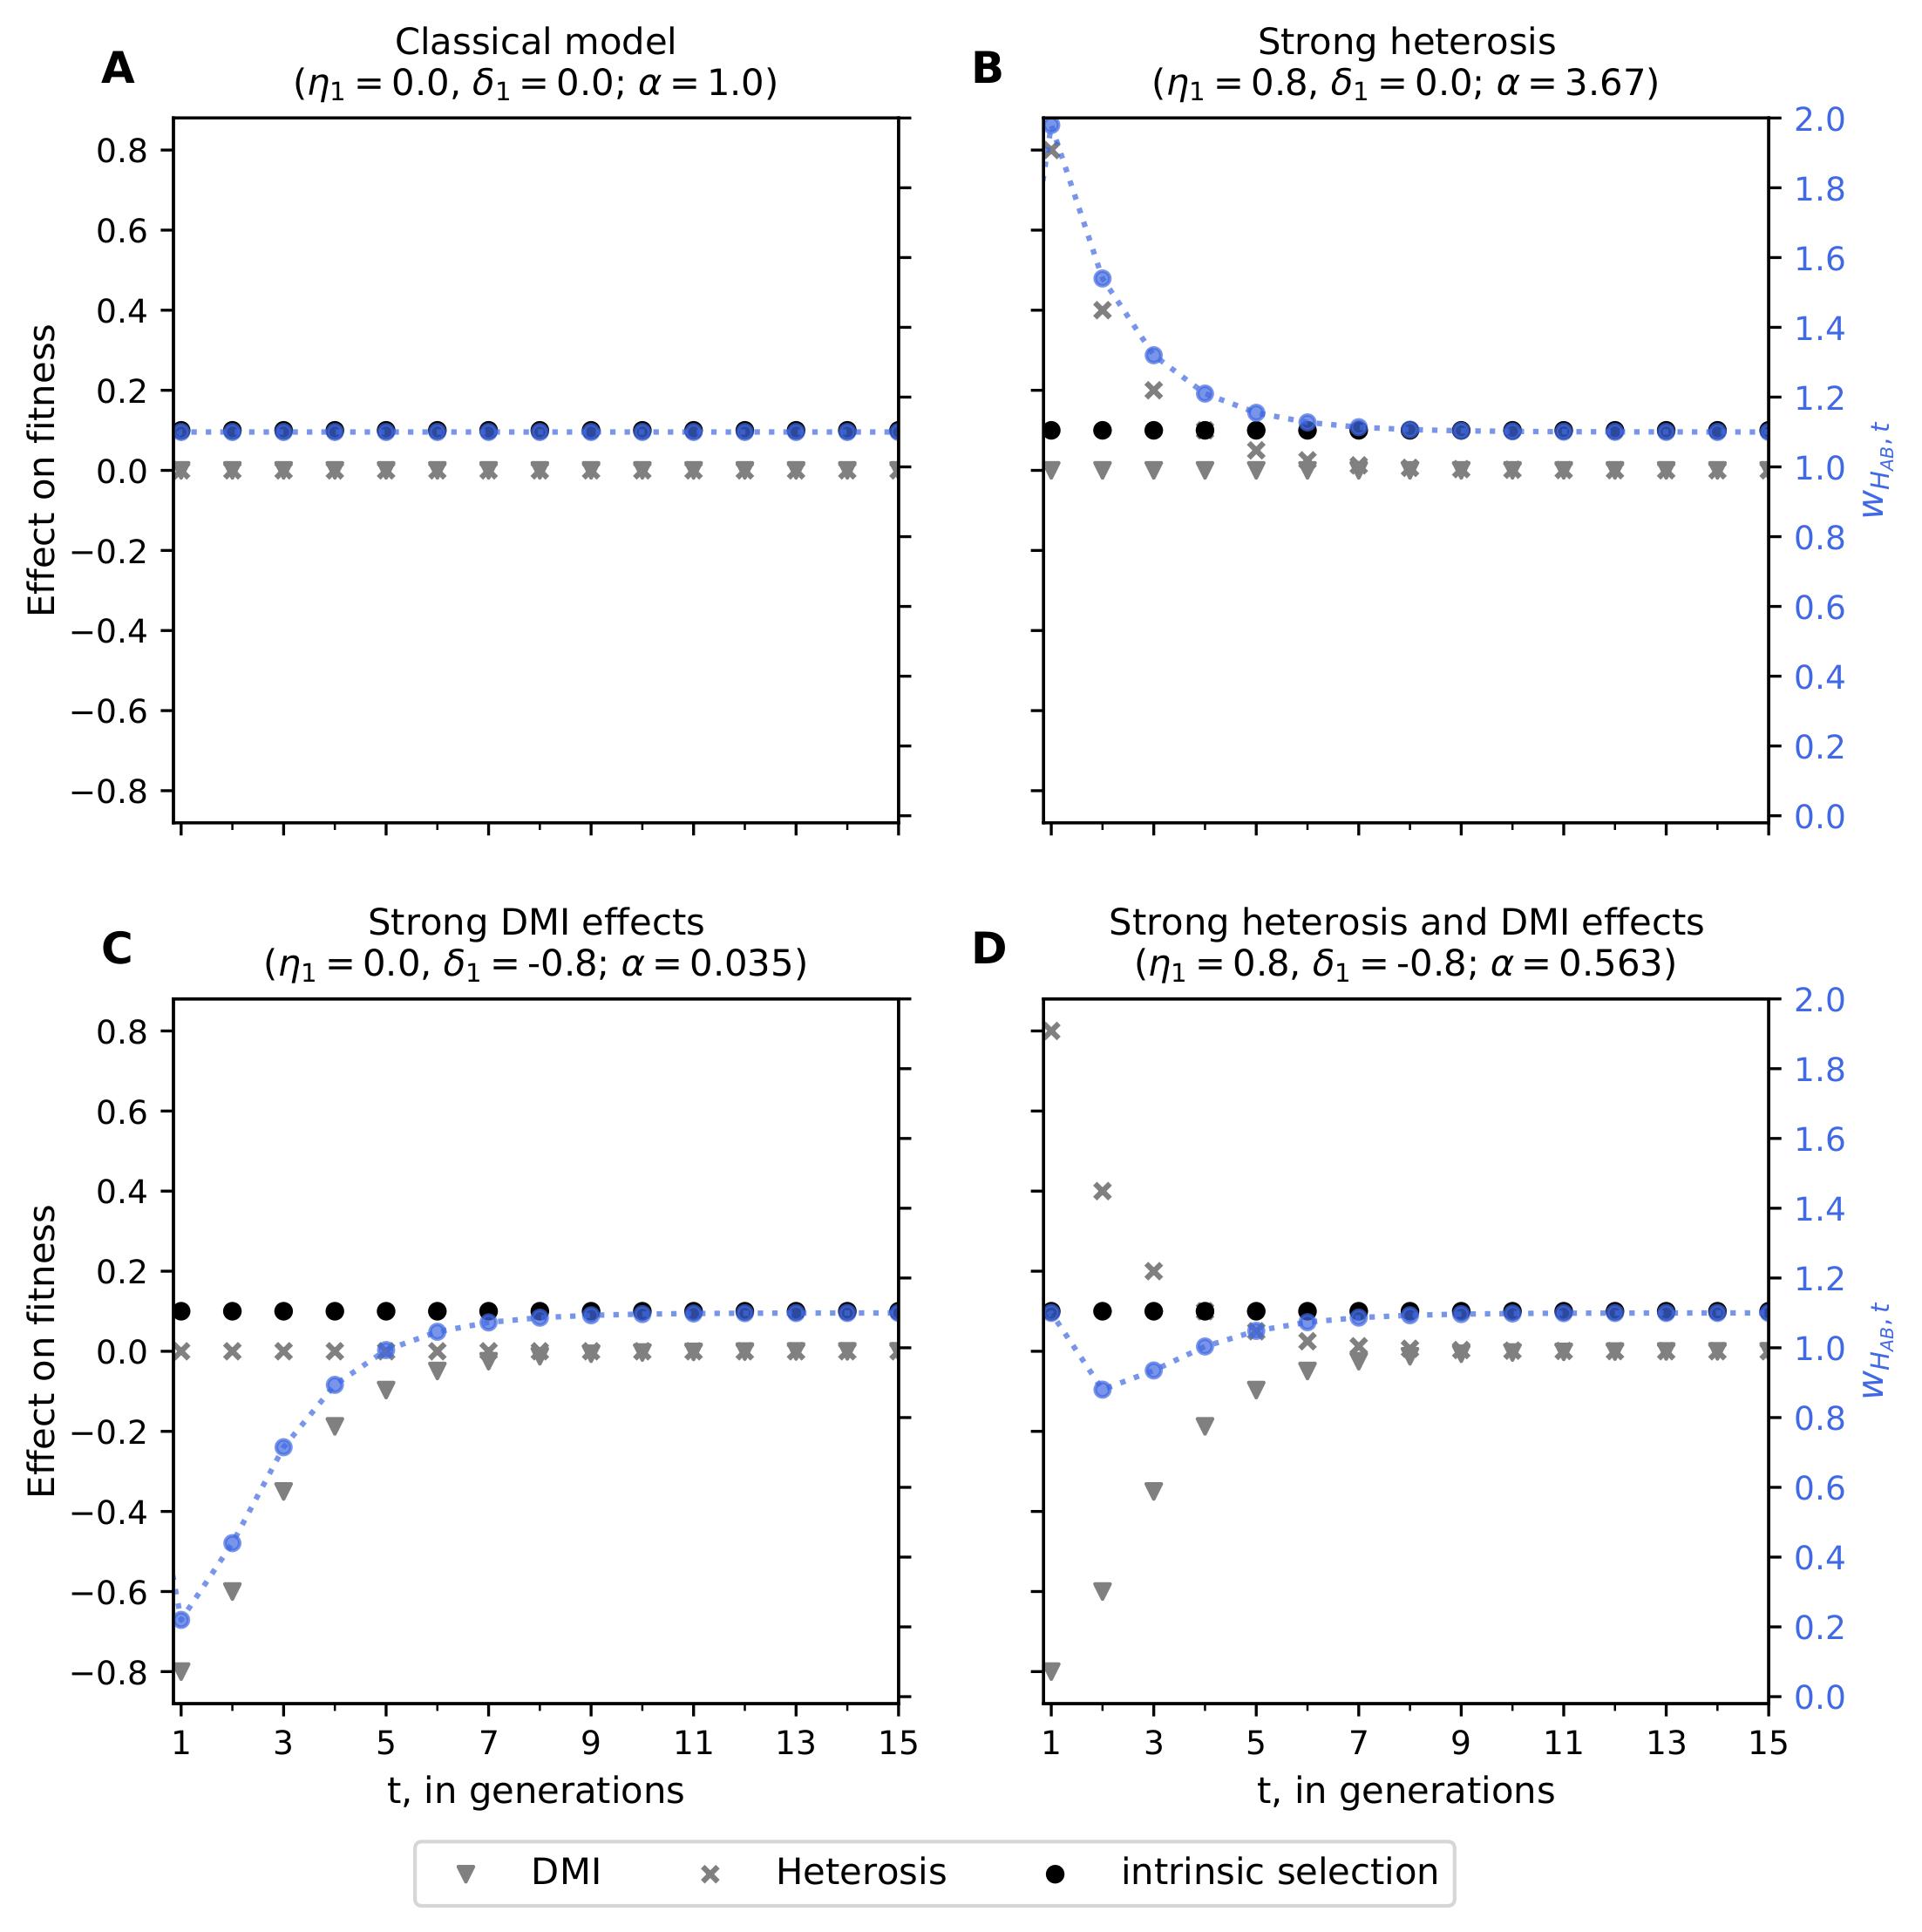 A
Classical model
(η₁ = 0.0, δ₁ = 0.0; α = 1.0)
B
Strong heterosis
(η₁ = 0.8, δ₁ = 0.0; α = 3.67)
Effect on fitness
0.8
0.6
0.4
0.2
0.0
−0.2
−0.4
−0.6
−0.8
2.0
1.8
1.6
1.4
1.2
1.0
0.8
0.6
0.4
0.2
0.0
w_{H_{AB}, t}
C
Strong DMI effects
(η₁ = 0.0, δ₁ = -0.8; α = 0.035)
D
Strong heterosis and DMI effects
(η₁ = 0.8, δ₁ = -0.8; α = 0.563)
Effect on fitness
0.8
0.6
0.4
0.2
0.0
−0.2
−0.4
−0.6
−0.8
2.0
1.8
1.6
1.4
1.2
1.0
0.8
0.6
0.4
0.2
0.0
w_{H_{AB}, t}
1 3 5 7 9 11 13 15
t, in generations
1 3 5 7 9 11 13 15
t, in generations
DMI Heterosis intrinsic selection